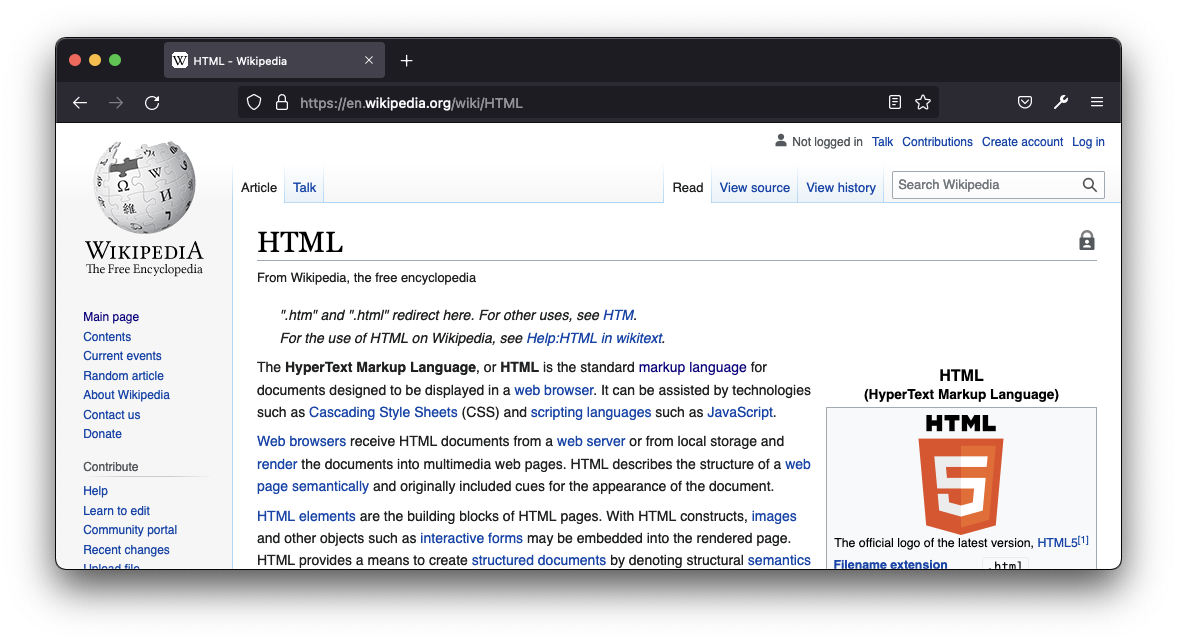 HTML - Wikipedia
https://en.wikipedia.org/wiki/HTML
Not logged in Talk Contributions Create account Log in
Article Talk Read View source View history Search Wikipedia
WIKIPEDIA
The Free Encyclopedia
Main page
Contents
Current events
Random article
About Wikipedia
Contact us
Donate
Contribute
Help
Learn to edit
Community portal
Recent changes
Upload file
HTML
From Wikipedia, the free encyclopedia
".htm" and ".html" redirect here. For other uses, see HTM.
For the use of HTML on Wikipedia, see Help:HTML in wikitext.
The HyperText Markup Language, or HTML is the standard markup language for
documents designed to be displayed in a web browser. It can be assisted by technologies
such as Cascading Style Sheets (CSS) and scripting languages such as JavaScript.
Web browsers receive HTML documents from a web server or from local storage and
render the documents into multimedia web pages. HTML describes the structure of a web
page semantically and originally included cues for the appearance of the document.
HTML elements are the building blocks of HTML pages. With HTML constructs, images
and other objects such as interactive forms may be embedded into the rendered page.
HTML provides a means to create structured documents by denoting structural semantics
HTML
(HyperText Markup Language)
HTML
5
The official logo of the latest version, HTML5[1]
Filename extension .html